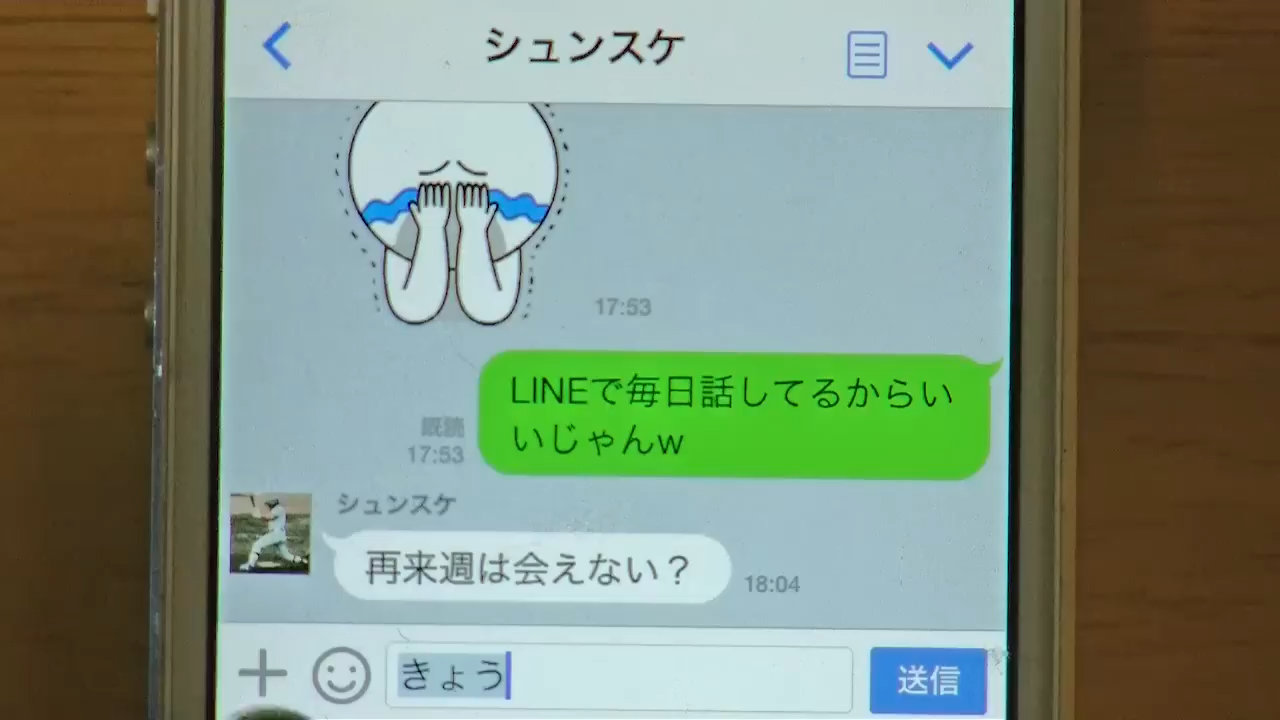 シュンスケ
17:53
LINEで毎日話してるからい
いじゃんw
既読
17:53
シュンスケ
再来週は会えない？
18:04
きょう
送信